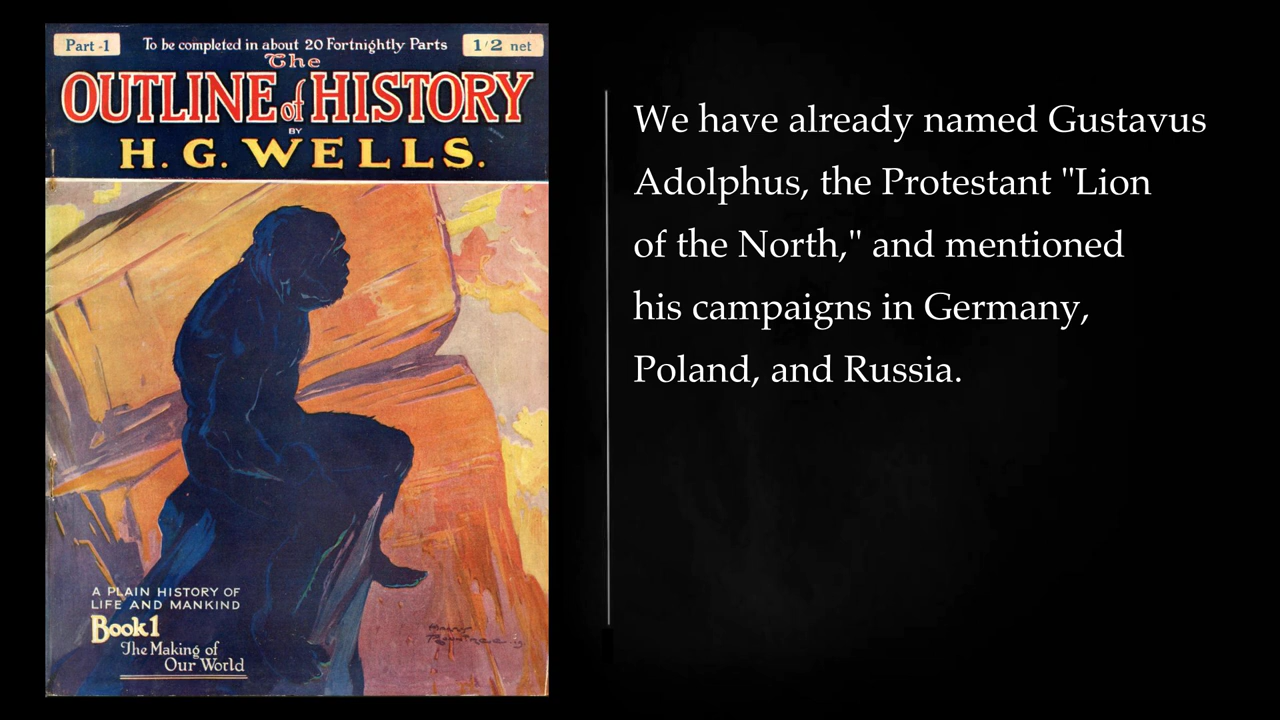 Part -1
To be completed in about 20 Fortnightly Parts
1/2 net
The
OUTLINE of HISTORY
BY
H. G. WELLS.
A PLAIN HISTORY OF
LIFE AND MANKIND
Book 1
The Making of
Our World
We have already named Gustavus
Adolphus, the Protestant "Lion
of the North," and mentioned
his campaigns in Germany,
Poland, and Russia.